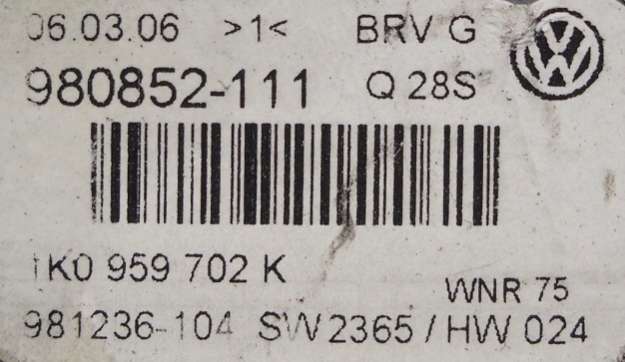 06.03.06 >1< BRV G
980852-111 Q 28S
1K0 959 702 K
WNR 75
981236-104 SW 2365 / HW 024